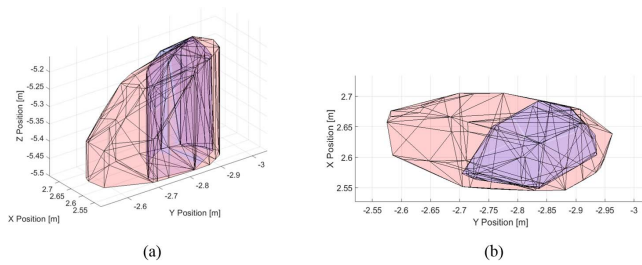 Z Position [m]
-5.2
-5.25
-5.3
-5.35
-5.4
-5.45
-5.5
2.7
2.65
2.6
2.55
X Position [m]
-2.6
-2.7
-2.8
-2.9
-3
Y Position [m]
(a)
X Position [m]
2.7
2.65
2.6
2.55
-2.55 -2.6 -2.65 -2.7 -2.75 -2.8 -2.85 -2.9 -2.95 -3
Y Position [m]
(b)